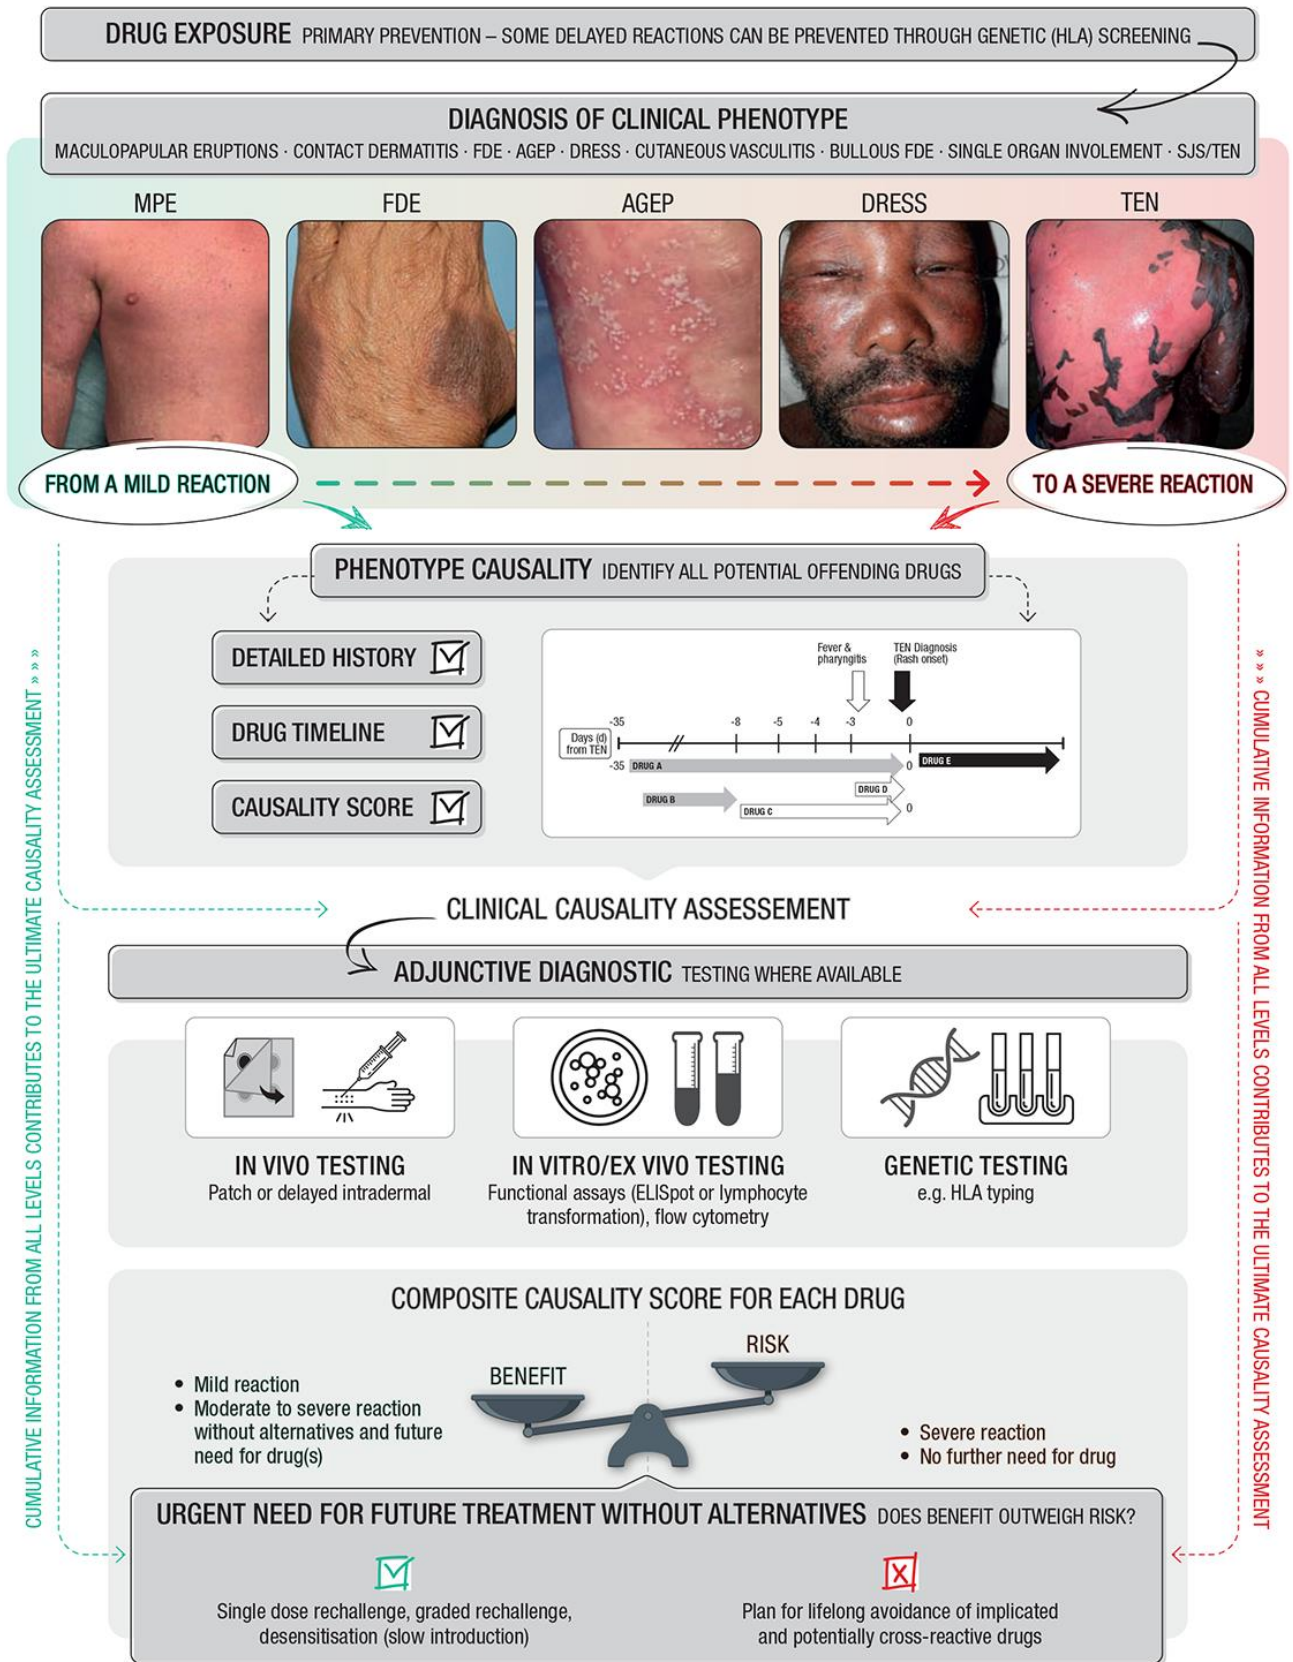 DRUG EXPOSURE PRIMARY PREVENTION – SOME DELAYED REACTIONS CAN BE PREVENTED THROUGH GENETIC (HLA) SCREENING
DIAGNOSIS OF CLINICAL PHENOTYPE
MACULOPAPULAR ERUPTIONS · CONTACT DERMATITIS · FDE · AGEP · DRESS · CUTANEOUS VASCULITIS · BULLOUS FDE · SINGLE ORGAN INVOLEMENT · SJS/TEN
MPE
FDE
AGEP
DRESS
TEN
FROM A MILD REACTION
TO A SEVERE REACTION
PHENOTYPE CAUSALITY IDENTIFY ALL POTENTIAL OFFENDING DRUGS
DETAILED HISTORY
DRUG TIMELINE
CAUSALITY SCORE
Fever &
pharyngitis
TEN Diagnosis
(Rash onset)
-35
-8
-5
-4
-3
0
Days (d)
from TEN
-35
DRUG A
0
DRUG E
DRUG B
DRUG D
DRUG C
0
CLINICAL CAUSALITY ASSESSEMENT
ADJUNCTIVE DIAGNOSTIC TESTING WHERE AVAILABLE
IN VIVO TESTING
Patch or delayed intradermal
IN VITRO/EX VIVO TESTING
Functional assays (ELISpot or lymphocyte
transformation), flow cytometry
GENETIC TESTING
e.g. HLA typing
COMPOSITE CAUSALITY SCORE FOR EACH DRUG
BENEFIT
RISK
• Mild reaction
• Moderate to severe reaction
without alternatives and future
need for drug(s)
• Severe reaction
• No further need for drug
URGENT NEED FOR FUTURE TREATMENT WITHOUT ALTERNATIVES DOES BENEFIT OUTWEIGH RISK?
Single dose rechallenge, graded rechallenge,
desensitisation (slow introduction)
Plan for lifelong avoidance of implicated
and potentially cross-reactive drugs
CUMULATIVE INFORMATION FROM ALL LEVELS CONTRIBUTES TO THE ULTIMATE CAUSALITY ASSESSMENT » » »
» » » CUMULATIVE INFORMATION FROM ALL LEVELS CONTRIBUTES TO THE ULTIMATE CAUSALITY ASSESSMENT